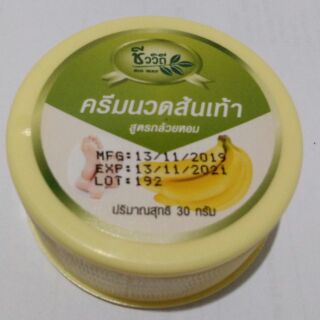 ชีววิถี
BIO WAY
ครีมนวดส้นเท้า
สูตรกล้วยหอม
MFG:13/11/2019
EXP:13/11/2021
LOT:192
ปริมาณสุทธิ 30 กรัม